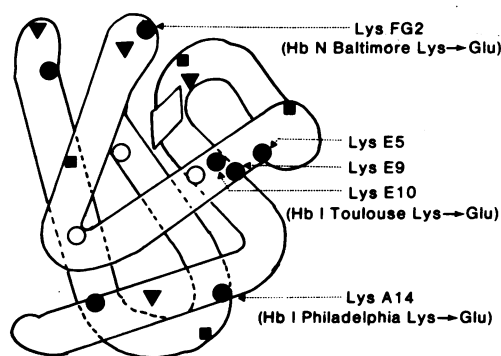 Lys FG2
(Hb N Baltimore Lys→Glu)
Lys E5
Lys E9
Lys E10
(Hb I Toulouse Lys→Glu)
Lys A14
(Hb I Philadelphia Lys→Glu)